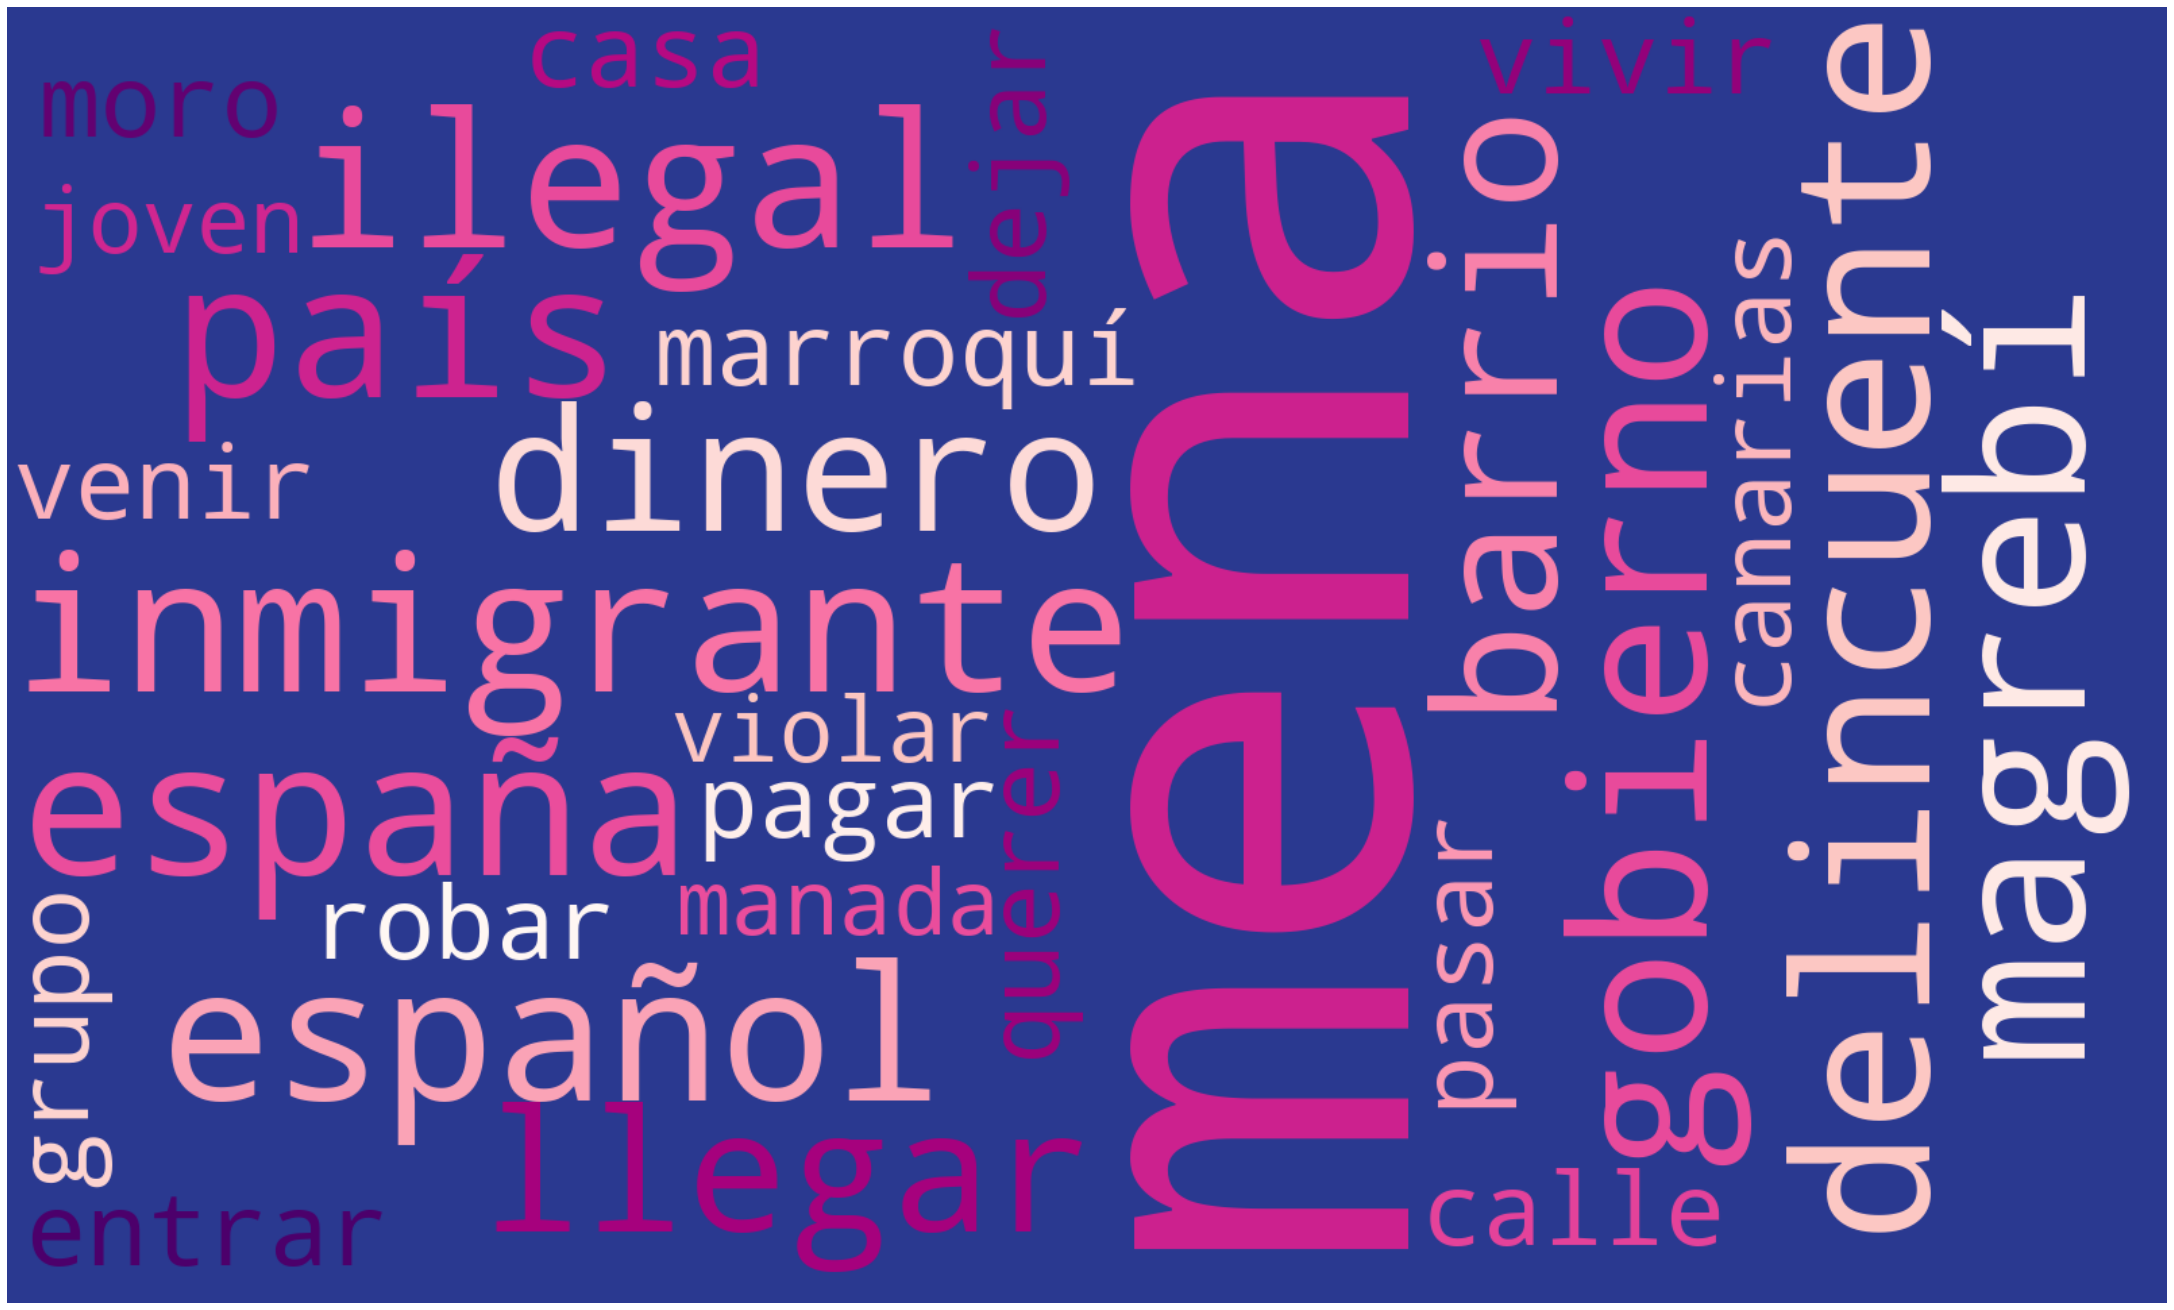 casa
vivir
moro
ilegal
dejar
joven
país
marroquí
dinero
venir
inmigrante
mena
barrio
gobierno
canarias
delincuente
magrebí
violar
españa
pagar
querer
robar
manada
grupo
español
pasar
llegar
calle
entrar